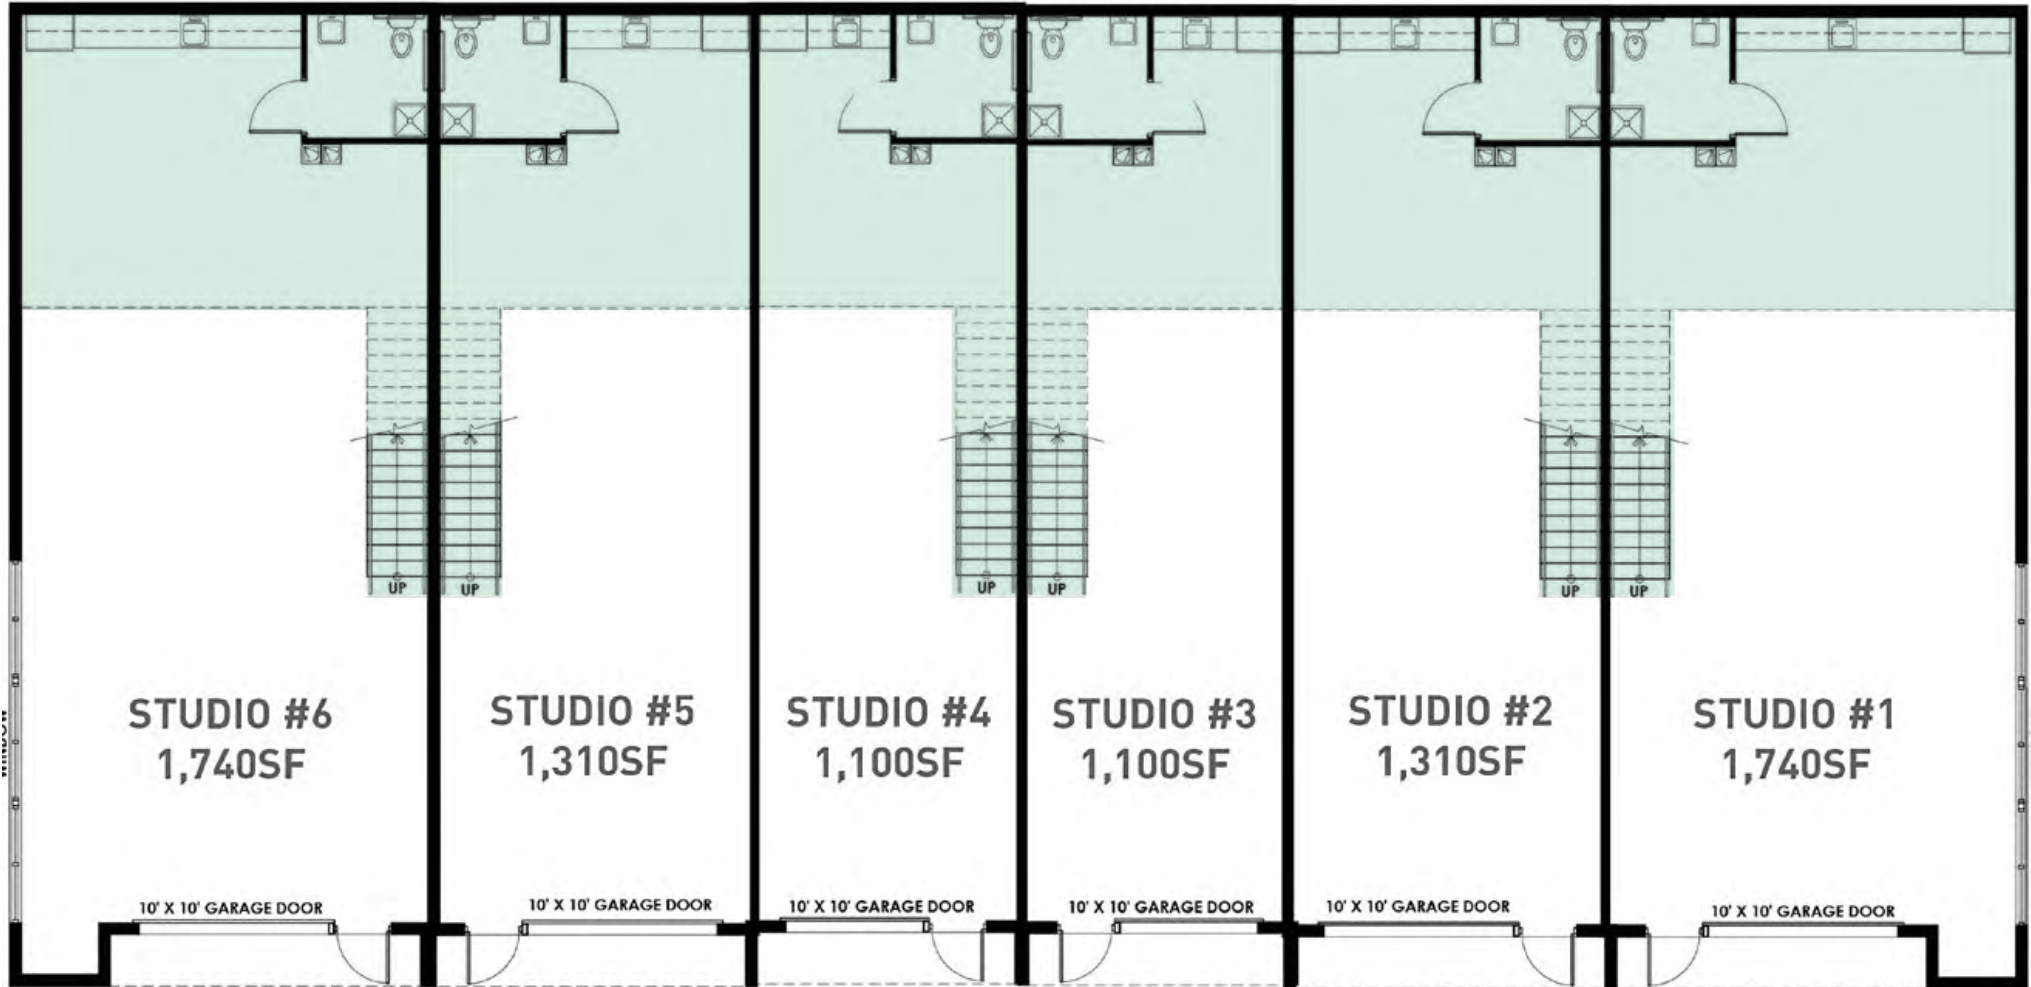 UP
UP
UP
UP
UP
UP
STUDIO #6
1,740SF
STUDIO #5
1,310SF
STUDIO #4
1,100SF
STUDIO #3
1,100SF
STUDIO #2
1,310SF
STUDIO #1
1,740SF
WINDOW
10' X 10' GARAGE DOOR
10' X 10' GARAGE DOOR
10' X 10' GARAGE DOOR
10' X 10' GARAGE DOOR
10' X 10' GARAGE DOOR
10' X 10' GARAGE DOOR